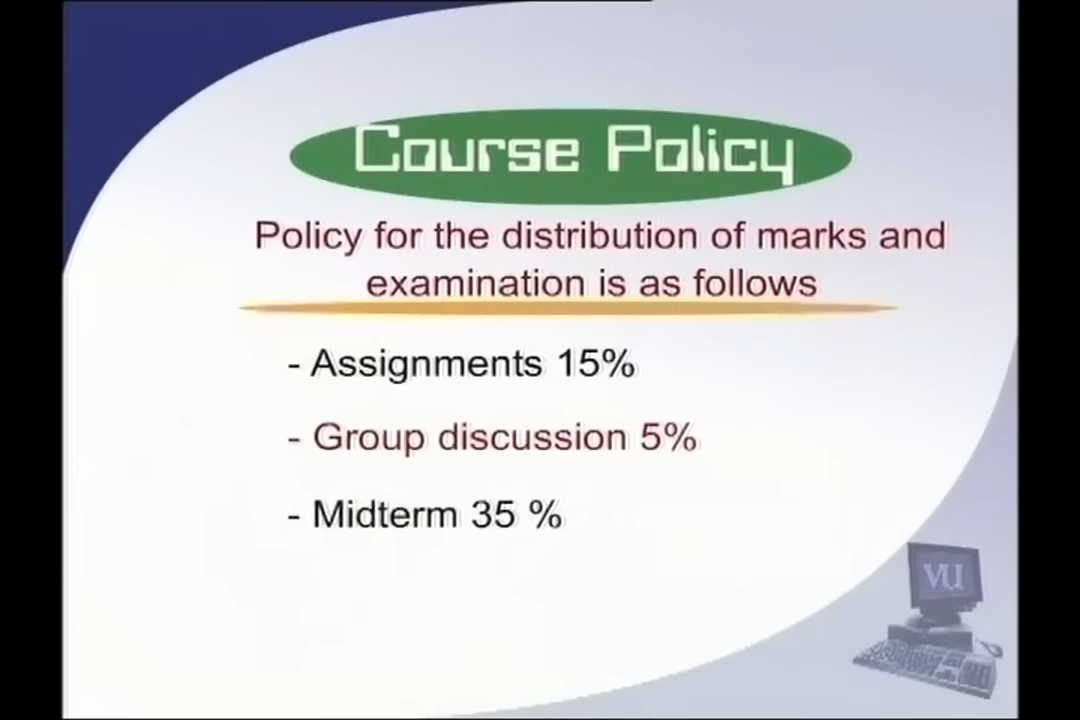 Course Policy
Policy for the distribution of marks and
examination is as follows
- Assignments 15%
- Group discussion 5%
- Midterm 35 %
VU